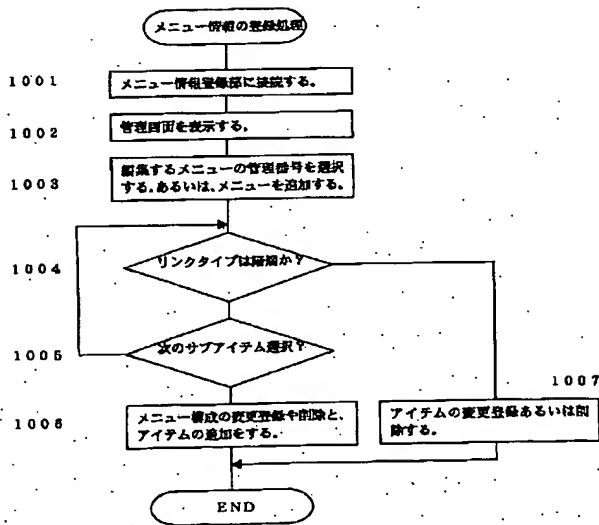 メニュー情報の登録処理
1001
メニュー情報登録部に接続する。
1002
管理画面を表示する。
1003
編集するメニューの管理番号を選択
する。あるいは、メニューを追加する。
1004
リンクタイプは階層か?
1005
次のサブアイテム選択?
1006
メニュー構成の変更登録や削除と、
アイテムの追加をする。
1007
アイテムの変更登録あるいは削
除する。
END